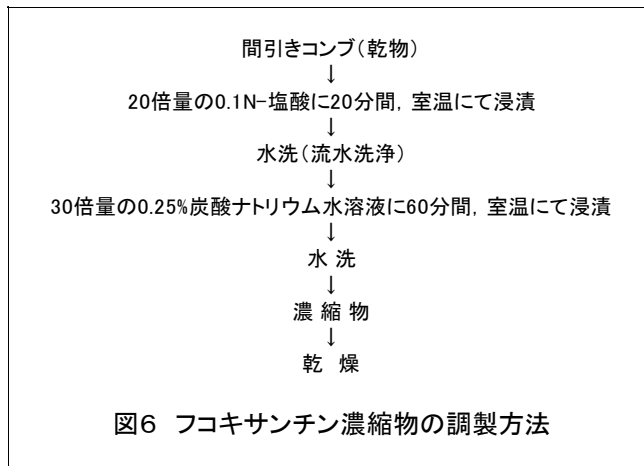 間引きコンブ(乾物)
↓
20倍量の0.1N-塩酸に20分間, 室温にて浸漬
↓
水洗(流水洗浄)
↓
30倍量の0.25%炭酸ナトリウム水溶液に60分間, 室温にて浸漬
↓
水 洗
↓
濃 縮 物
↓
乾 燥
図6 フコキサンチン濃縮物の調製方法